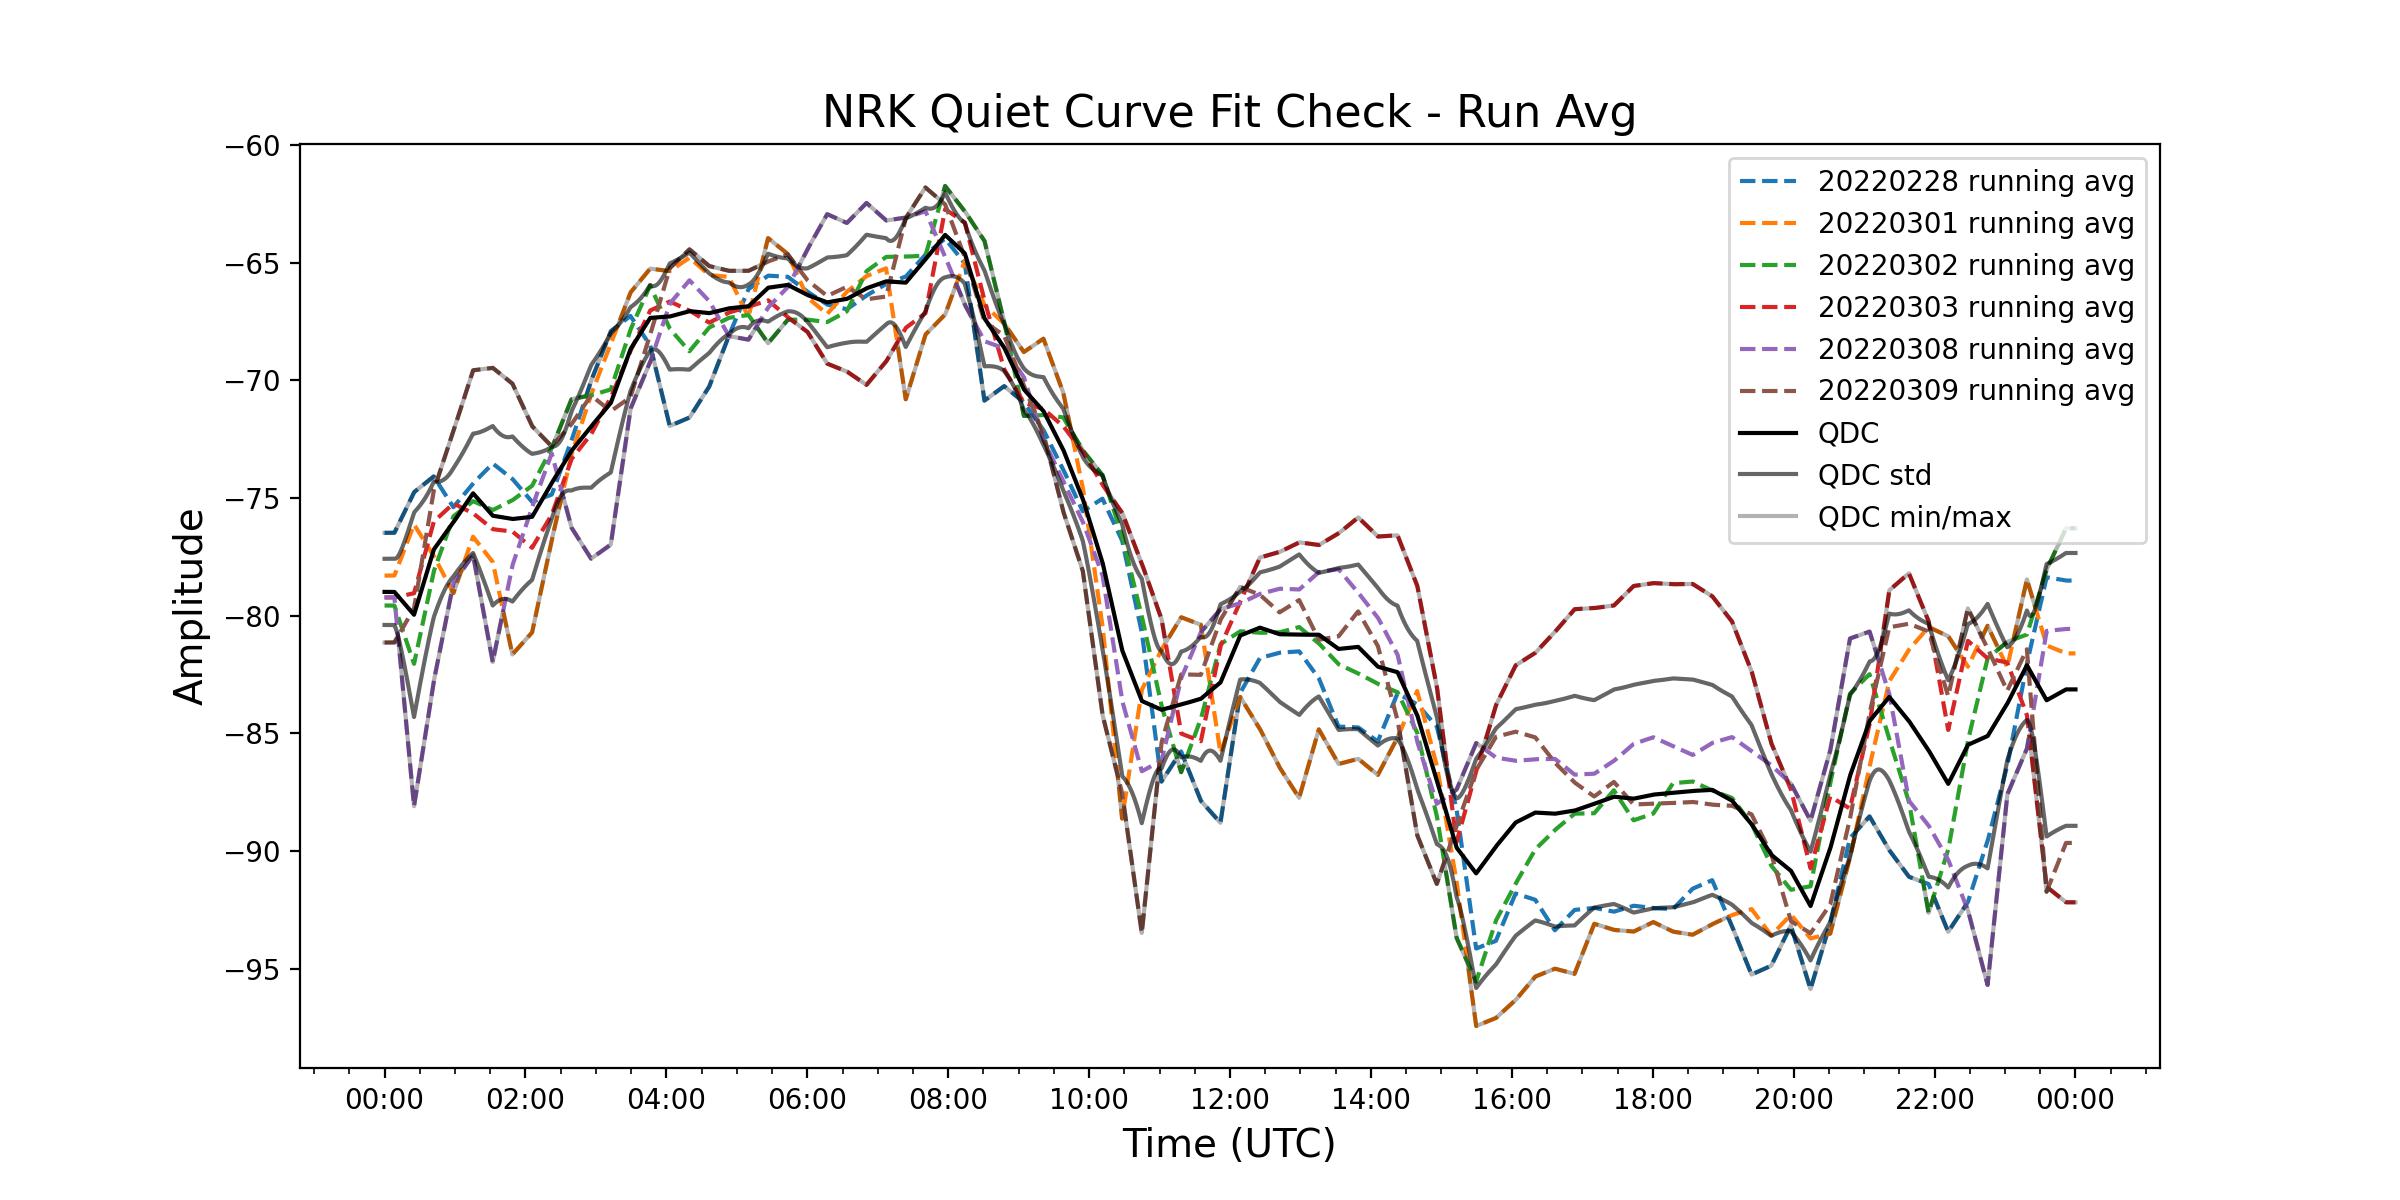 NRK Quiet Curve Fit Check - Run Avg
−60
−65
−70
−75
−80
−85
−90
−95
Amplitude
20220228 running avg
20220301 running avg
20220302 running avg
20220303 running avg
20220308 running avg
20220309 running avg
QDC
QDC std
QDC min/max
00:00 02:00 04:00 06:00 08:00 10:00 12:00 14:00 16:00 18:00 20:00 22:00 00:00
Time (UTC)